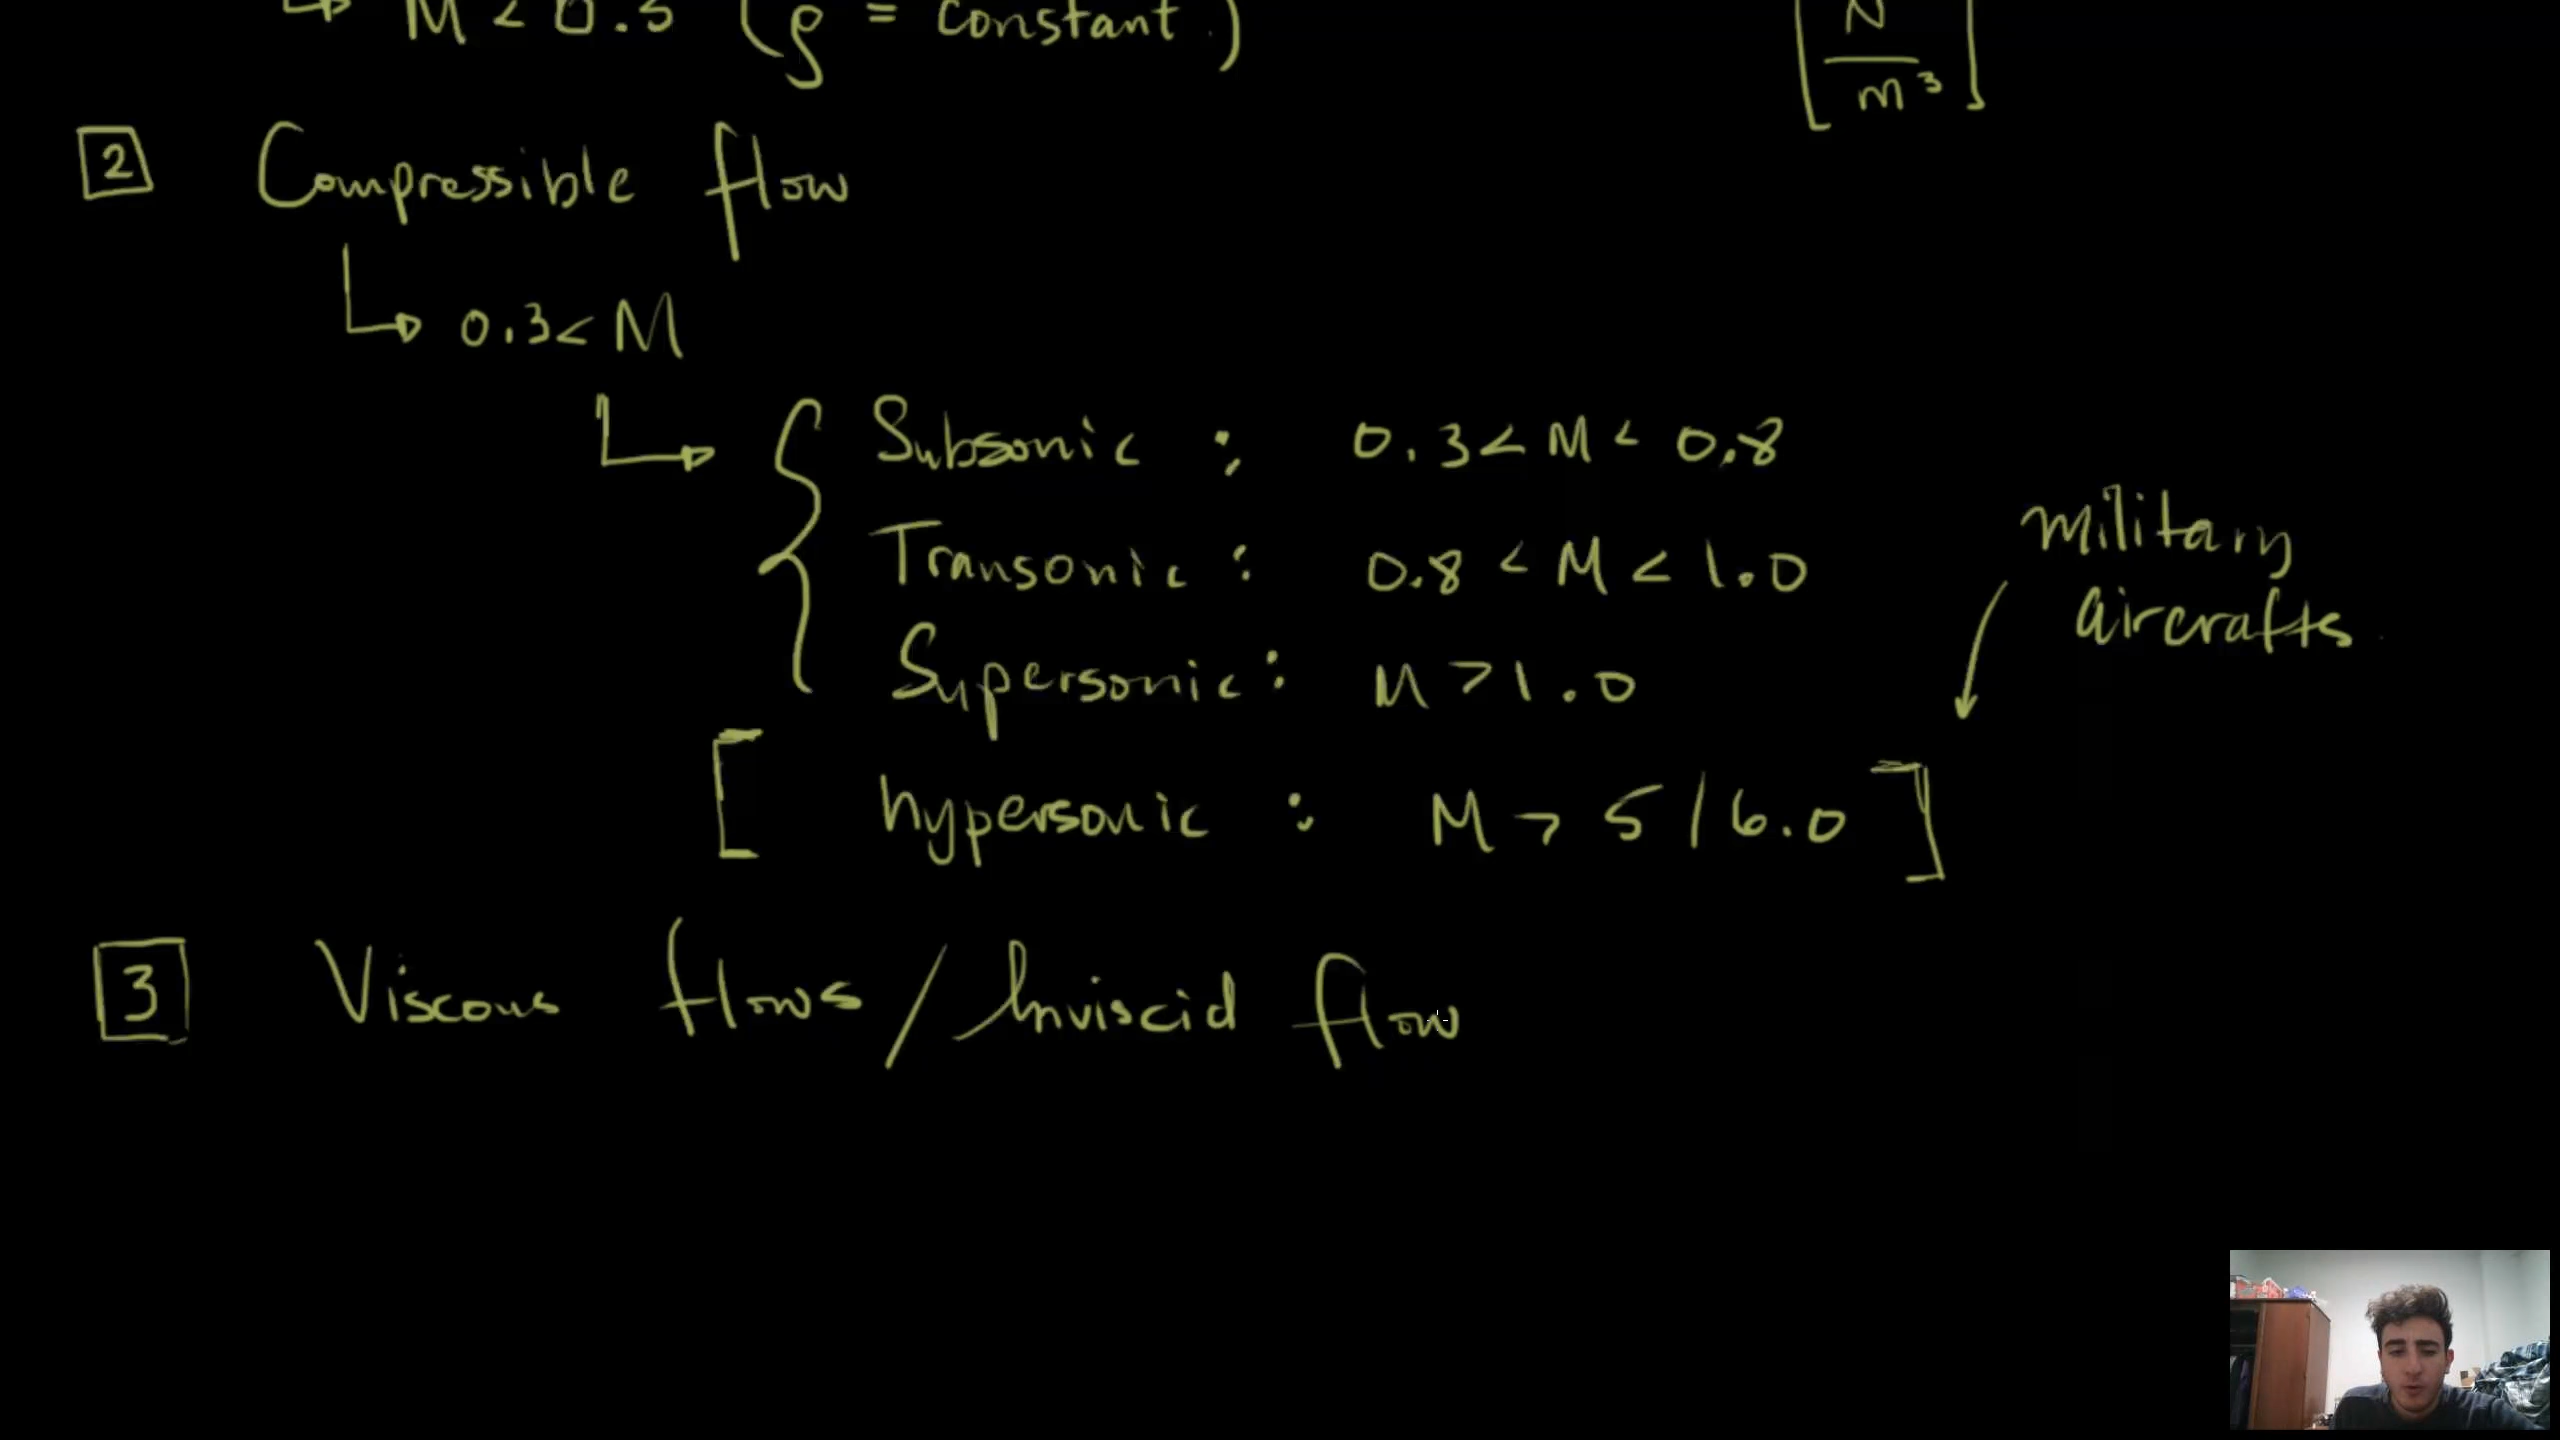 M < 0.3 (ρ = Constant.)
[N/m³]
2 Compressible flow
0.3 < M
Subsonic : 0.3 < M < 0.8
Transonic : 0.8 < M < 1.0
Supersonic : M > 1.0
military
aircrafts
[ hypersonic : M > 5/6.0 ]
3 Viscous flows / Inviscid flow